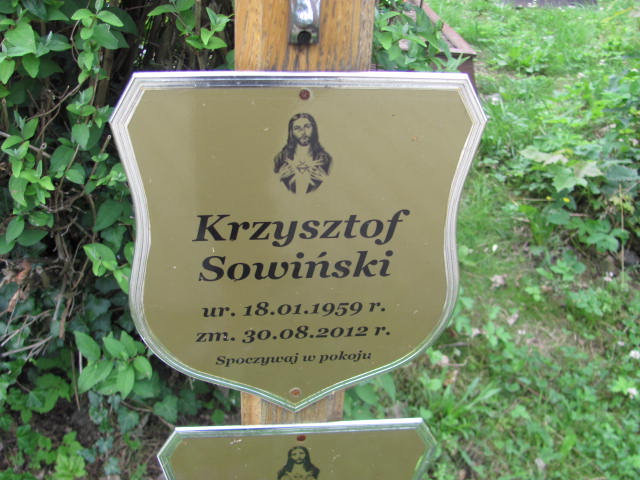 Krzysztof
Sowiński
ur. 18.01.1959 r.
zm. 30.08.2012 r.
Spoczywaj w pokoju